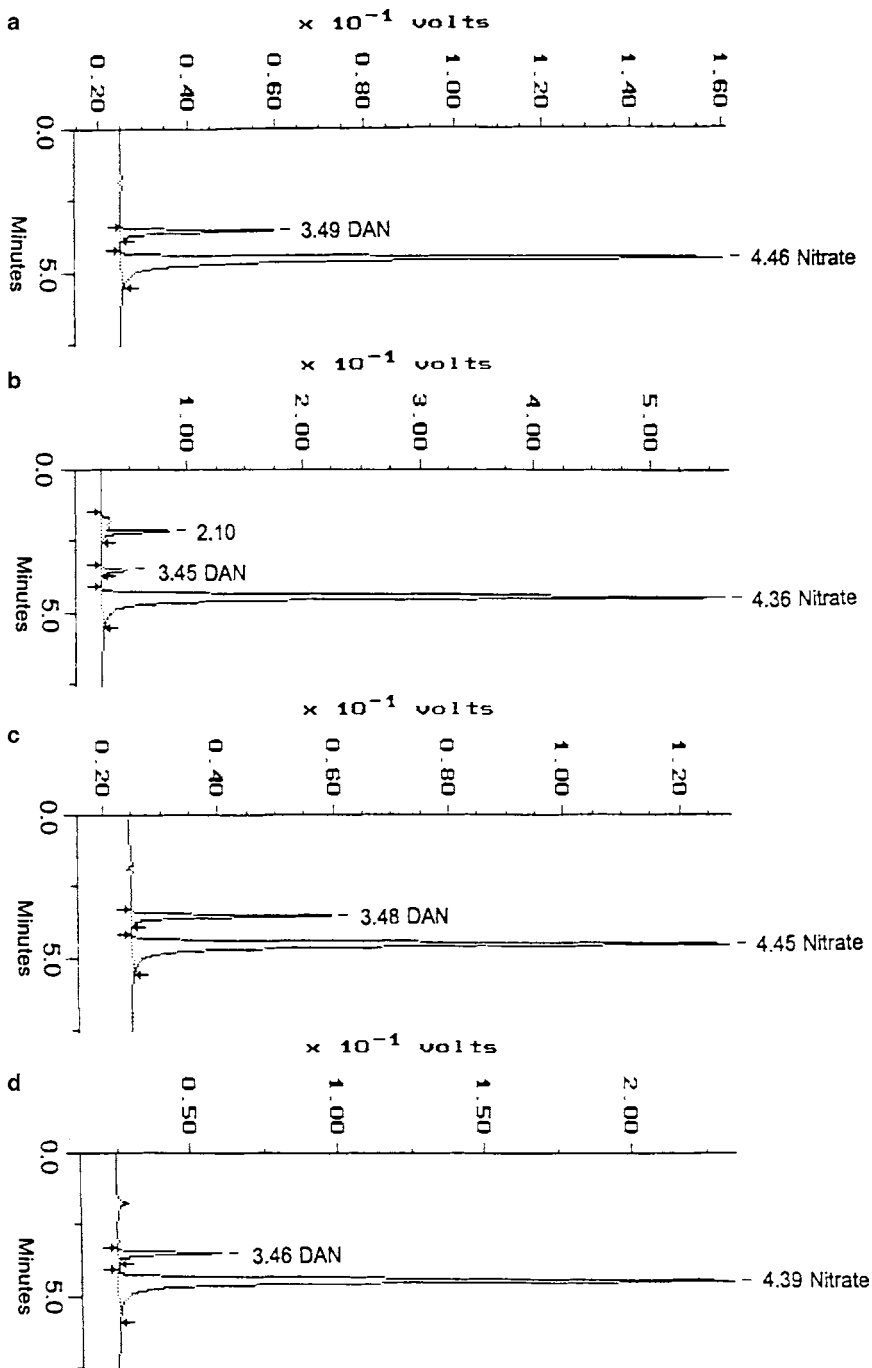 a
× 10⁻¹ volts
0.20 0.40 0.60 0.80 1.00 1.20 1.40 1.60
0.0
5.0
Minutes
3.49 DAN
4.46 Nitrate
b
× 10⁻¹ volts
1.00 2.00 3.00 4.00 5.00
0.0
5.0
Minutes
2.10
3.45 DAN
4.36 Nitrate
c
× 10⁻¹ volts
0.20 0.40 0.60 0.80 1.00 1.20
0.0
5.0
Minutes
3.48 DAN
4.45 Nitrate
d
× 10⁻¹ volts
0.50 1.00 1.50 2.00
0.0
5.0
Minutes
3.46 DAN
4.39 Nitrate